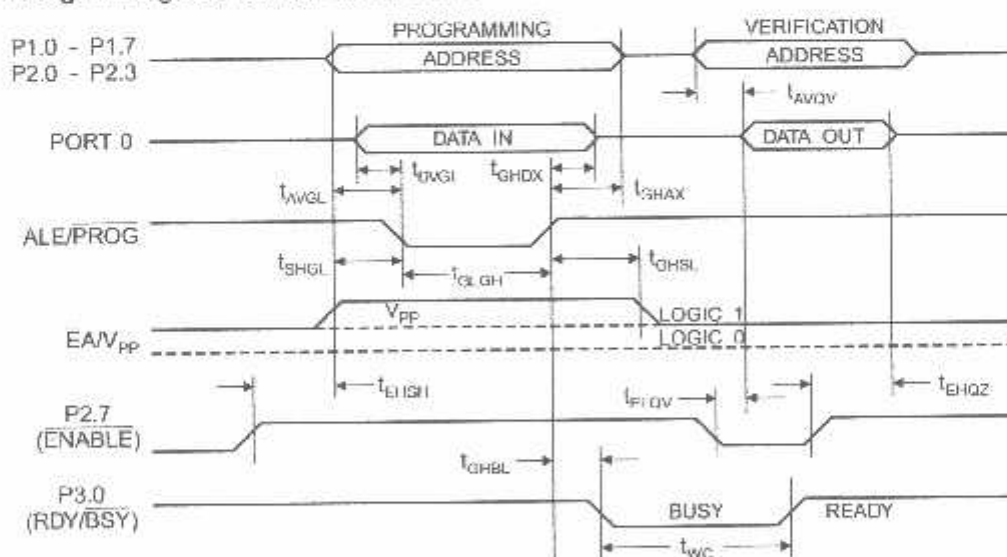 PROGRAMMING
VERIFICATION
P1.0 - P1.7
P2.0 - P2.3
ADDRESS
ADDRESS
tAVQV
PORT 0
DATA IN
DATA OUT
tDVGL
tGHDX
tAVGL
tGHAX
ALE/PROG
tSHGL
tGLGH
tGHSL
VPP
LOGIC 1
LOGIC 0
EA/VPP
tEHSH
tELQV
tEHQZ
P2.7
(ENABLE)
tGHBL
P3.0
(RDY/BSY)
BUSY
READY
tWC